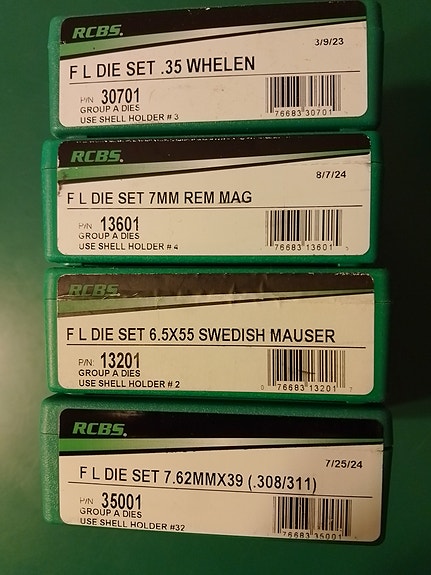 RCBS.
3/9/23
F L DIE SET .35 WHELEN
P/N 30701
GROUP A DIES
USE SHELL HOLDER # 3
76683 30701
RCBS.
8/7/24
F L DIE SET 7MM REM MAG
P/N 13601
GROUP A DIES
USE SHELL HOLDER # 4
76683 13601
RCBS.
F L DIE SET 6.5X55 SWEDISH MAUSER
P/N 13201
GROUP A DIES
USE SHELL HOLDER # 2
0 76683 13201 7
RCBS.
7/25/24
F L DIE SET 7.62MMX39 (.308/311)
P/N 35001
GROUP A DIES
USE SHELL HOLDER #32
76683 35001